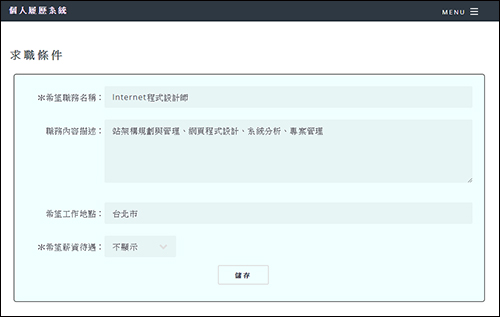 個人履歷系統
MENU
求職條件
*希望職務名稱：
Internet程式設計師
職務內容描述：
站架構規劃與管理、網頁程式設計、系統分析、專案管理
希望工作地點：
台北市
*希望薪資待遇：
不顯示
儲存